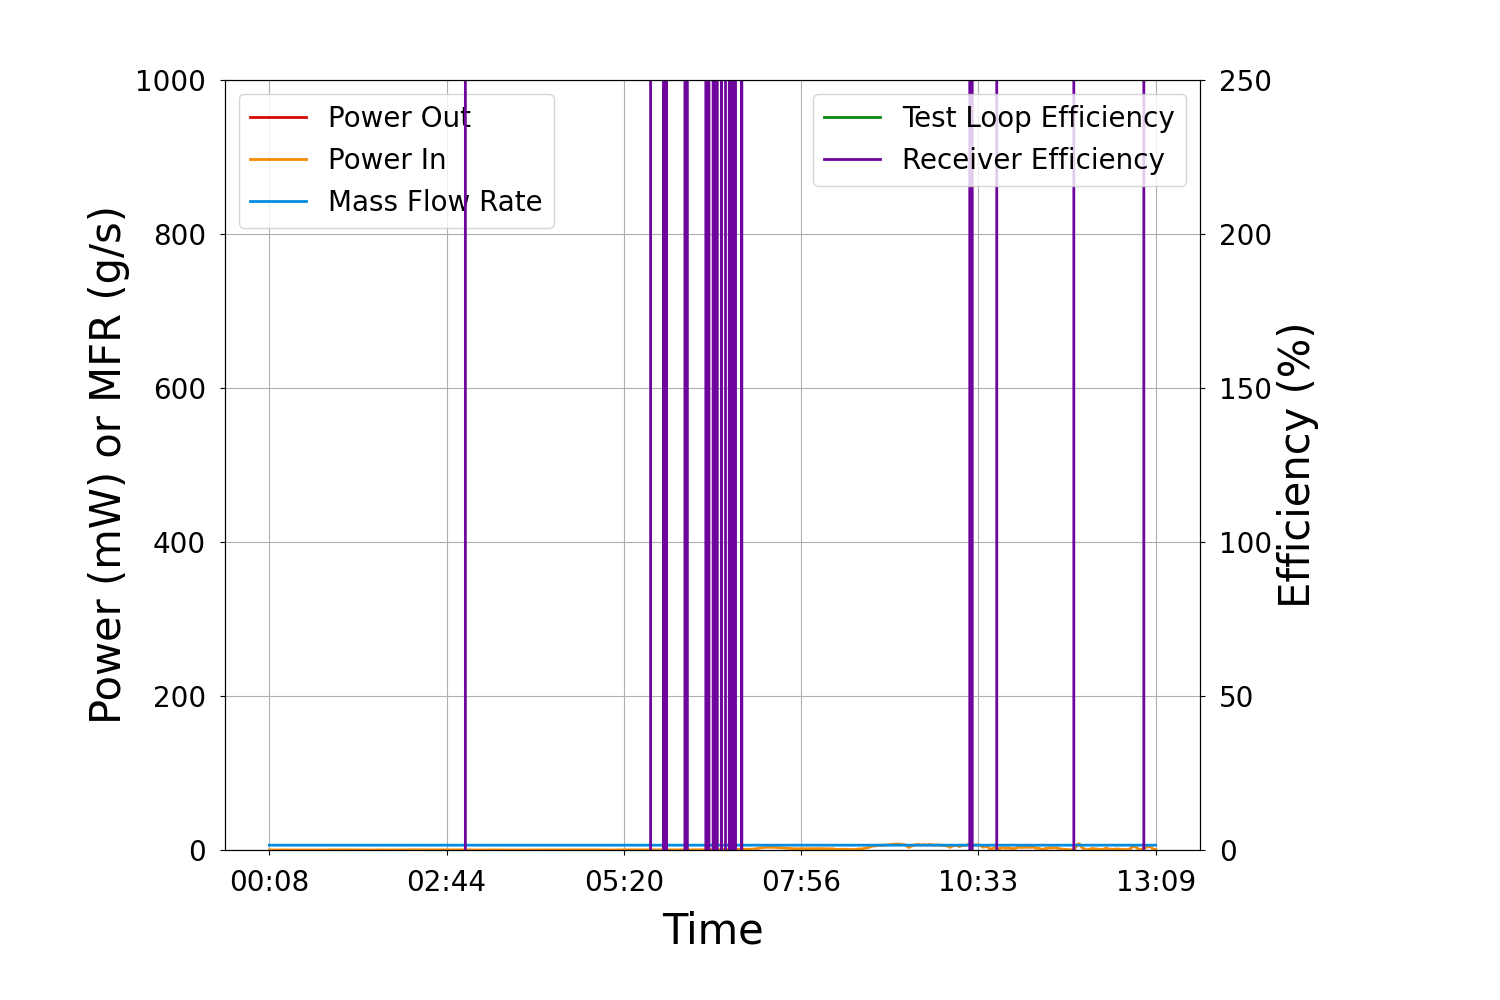 Power Out
Power In
Mass Flow Rate
Test Loop Efficiency
Receiver Efficiency
Power (mW) or MFR (g/s)
1000
800
600
400
200
0
250
200
150
100
50
0
Efficiency (%)
00:08 02:44 05:20 07:56 10:33 13:09
Time